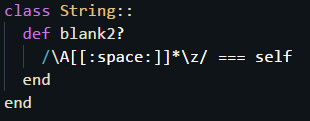 class String::
  def blank2?
    /\A[[:space:]]*\z/ === self
  end
end